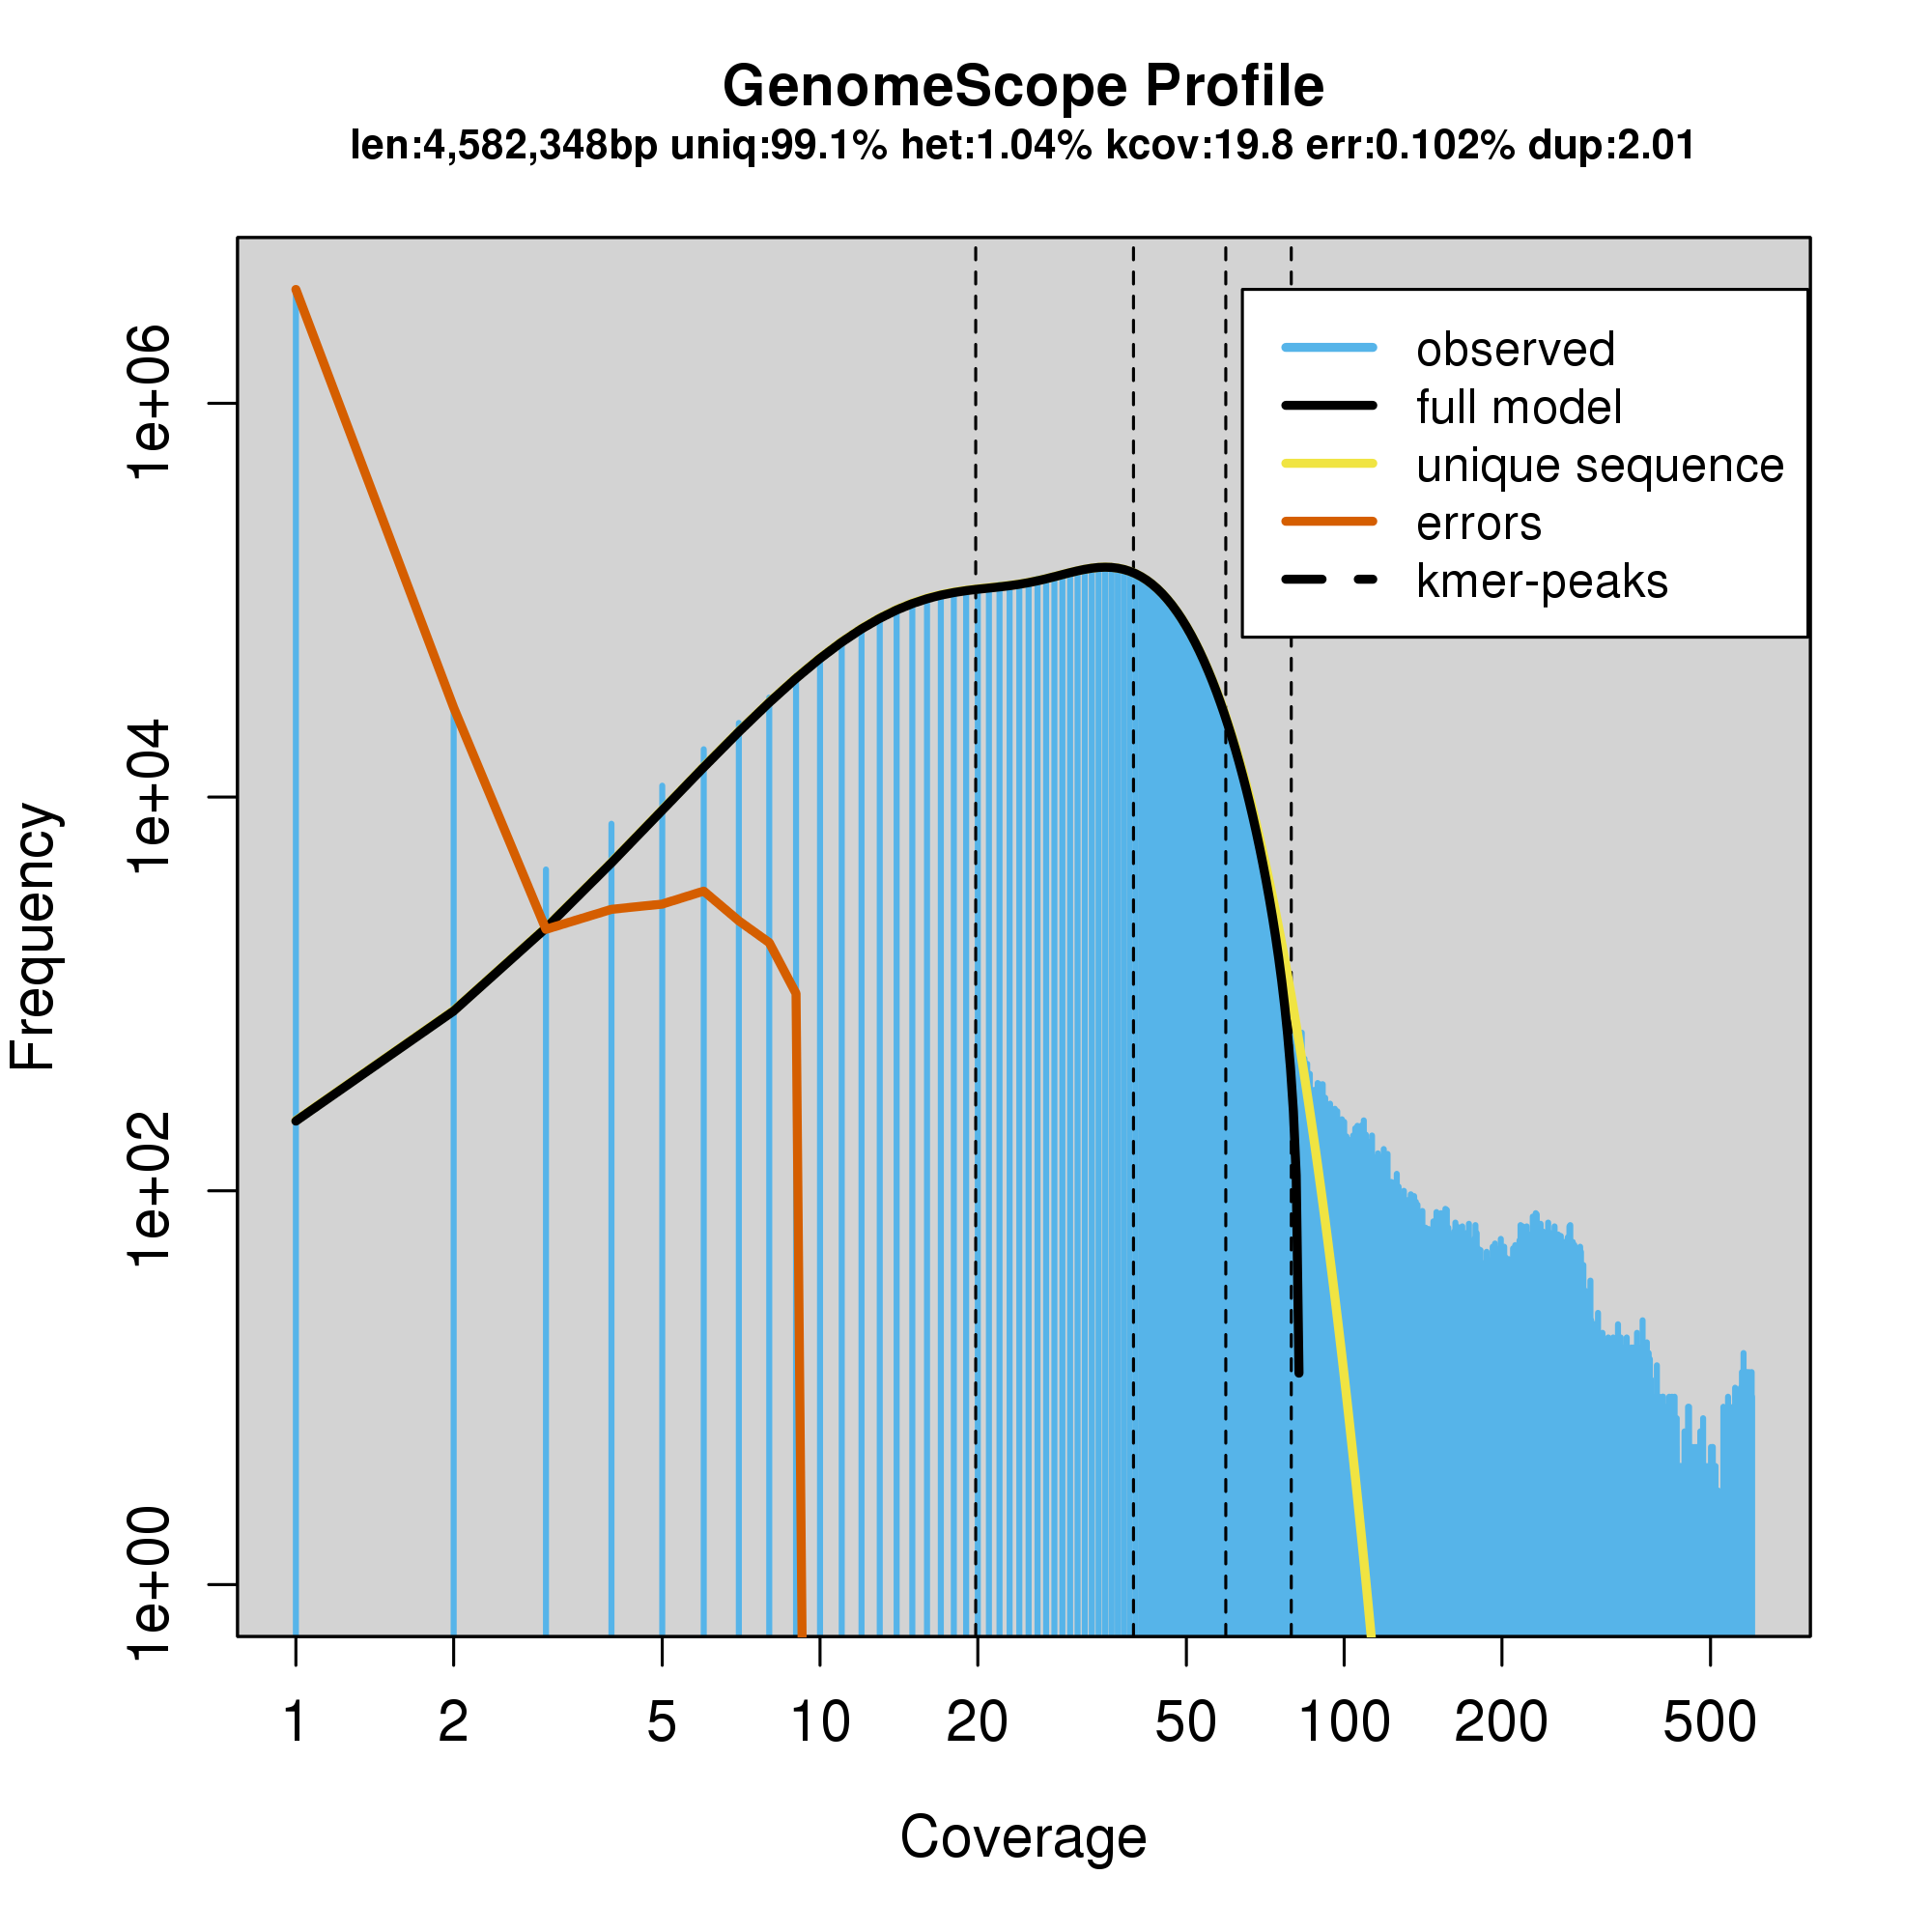 GenomeScope Profile
len:4,582,348bp uniq:99.1% het:1.04% kcov:19.8 err:0.102% dup:2.01
observed
full model
unique sequence
errors
kmer-peaks
Frequency
1e+06
1e+04
1e+02
1e+00
1 2 5 10 20 50 100 200 500
Coverage